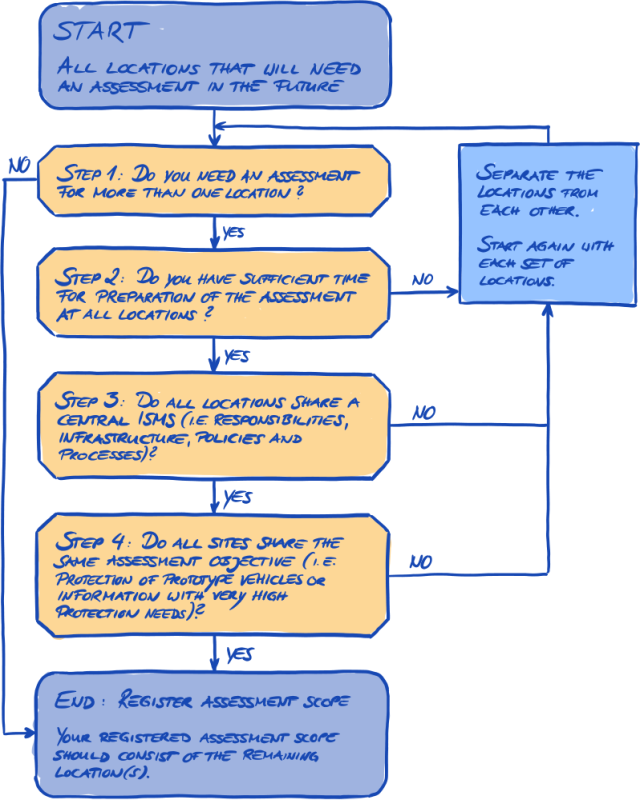 START
ALL LOCATIONS THAT WILL NEED
AN ASSESSMENT IN THE FUTURE
NO
STEP 1: DO YOU NEED AN ASSESSMENT
FOR MORE THAN ONE LOCATION?
SEPARATE THE
LOCATIONS FROM
EACH OTHER.
START AGAIN WITH
EACH SET OF
LOCATIONS.
YES
STEP 2: DO YOU HAVE SUFFICIENT TIME
FOR PREPARATION OF THE ASSESSMENT
AT ALL LOCATIONS?
NO
YES
STEP 3: DO ALL LOCATIONS SHARE A
CENTRAL ISMS (I.E RESPONSIBILITIES,
INFRASTRUCTURE, POLICIES AND
PROCESSES)?
NO
YES
STEP 4: DO ALL SITES SHARE THE
SAME ASSESSMENT OBJECTIVE (I.E.
PROTECTION OF PROTOTYPE VEHICLES OR
INFORMATION WITH VERY HIGH
PROTECTION NEEDS)?
NO
YES
END: REGISTER ASSESSMENT SCOPE
YOUR REGISTERED ASSESSMENT SCOPE
SHOULD CONSIST OF THE REMAINING
LOCATION(S).